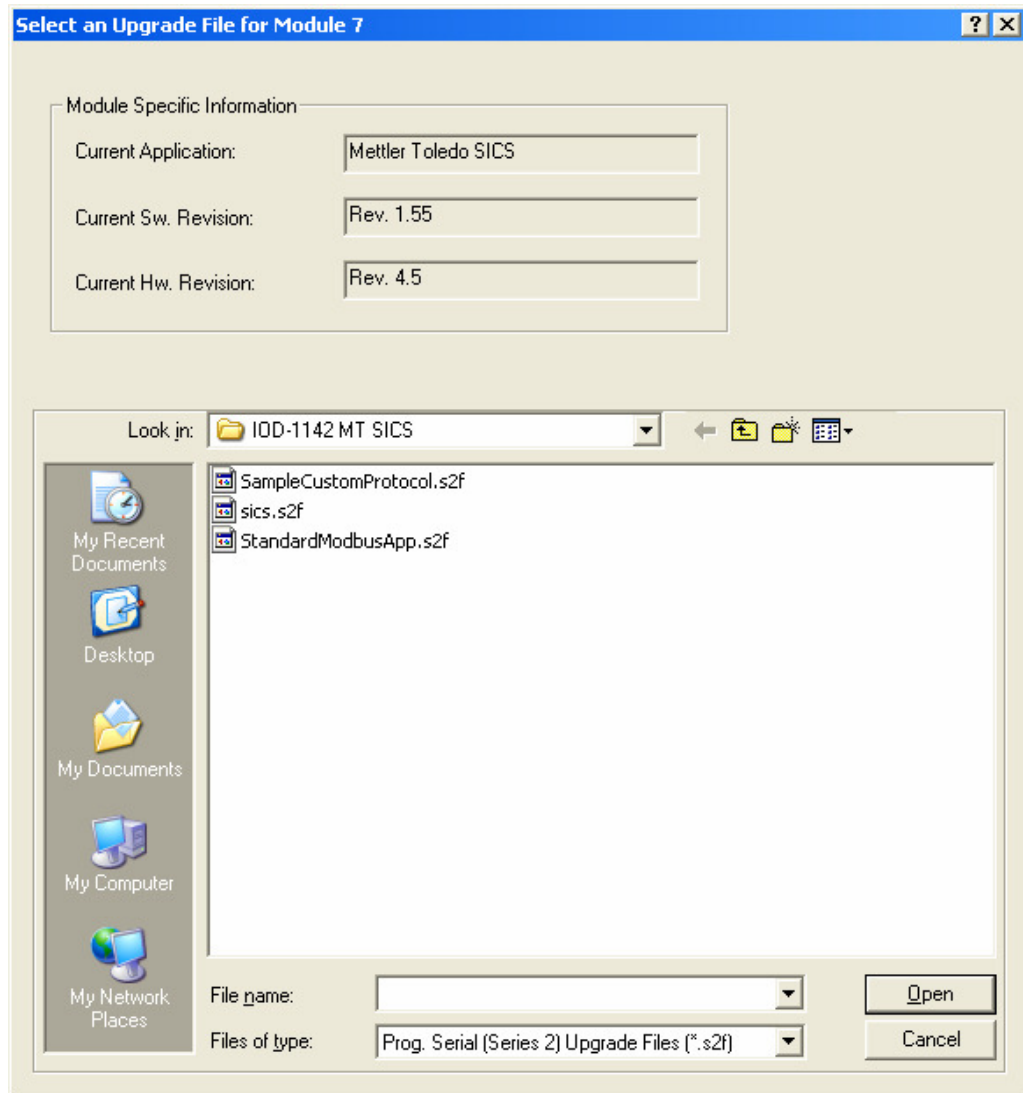 Select an Upgrade File for Module 7
Module Specific Information
Current Application: Mettler Toledo SICS
Current Sw. Revision: Rev. 1.55
Current Hw. Revision: Rev. 4.5
Look in: IOD-1142 MT SICS
SampleCustomProtocol.s2f
sics.s2f
StandardModbusApp.s2f
My Recent
Documents
Desktop
My Documents
My Computer
My Network
Places
File name:
Open
Files of type: Prog. Serial (Series 2) Upgrade Files (*.s2f)
Cancel